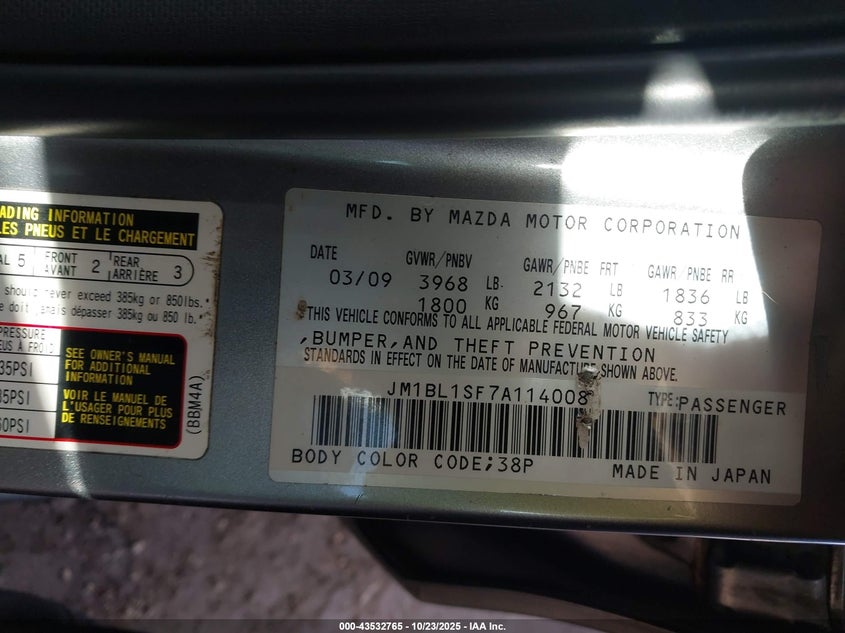 ADING INFORMATION
LES PNEUS ET LE CHARGEMENT
AL 5 FRONT AVANT 2 REAR ARRIÈRE 3
should never exceed 385kg or 850lbs.
e doit jamais dépasser 385kg ou 850 lb.
PRESSURE
EUS A FROID
35PSI
35PSI
60PSI
SEE OWNER'S MANUAL
FOR ADDITIONAL
INFORMATION
VOIR LE MANUEL DE
L'USAGER POUR PLUS
DE RENSEIGNEMENTS
(BBM4A)
MFD. BY MAZDA MOTOR CORPORATION
DATE GVWR/PNBV GAWR/PNBE FRT GAWR/PNBE RR
03/09 3968 LB 2132 LB 1836 LB
1800 KG 967 KG 833 KG
THIS VEHICLE CONFORMS TO ALL APPLICABLE FEDERAL MOTOR VEHICLE SAFETY
,BUMPER,AND THEFT PREVENTION
STANDARDS IN EFFECT ON THE DATE OF MANUFACTURE SHOWN ABOVE.
TYPE:PASSENGER
BODY COLOR CODE;38P MADE IN JAPAN
000-43532765 - 10/23/2025 - IAA Inc.